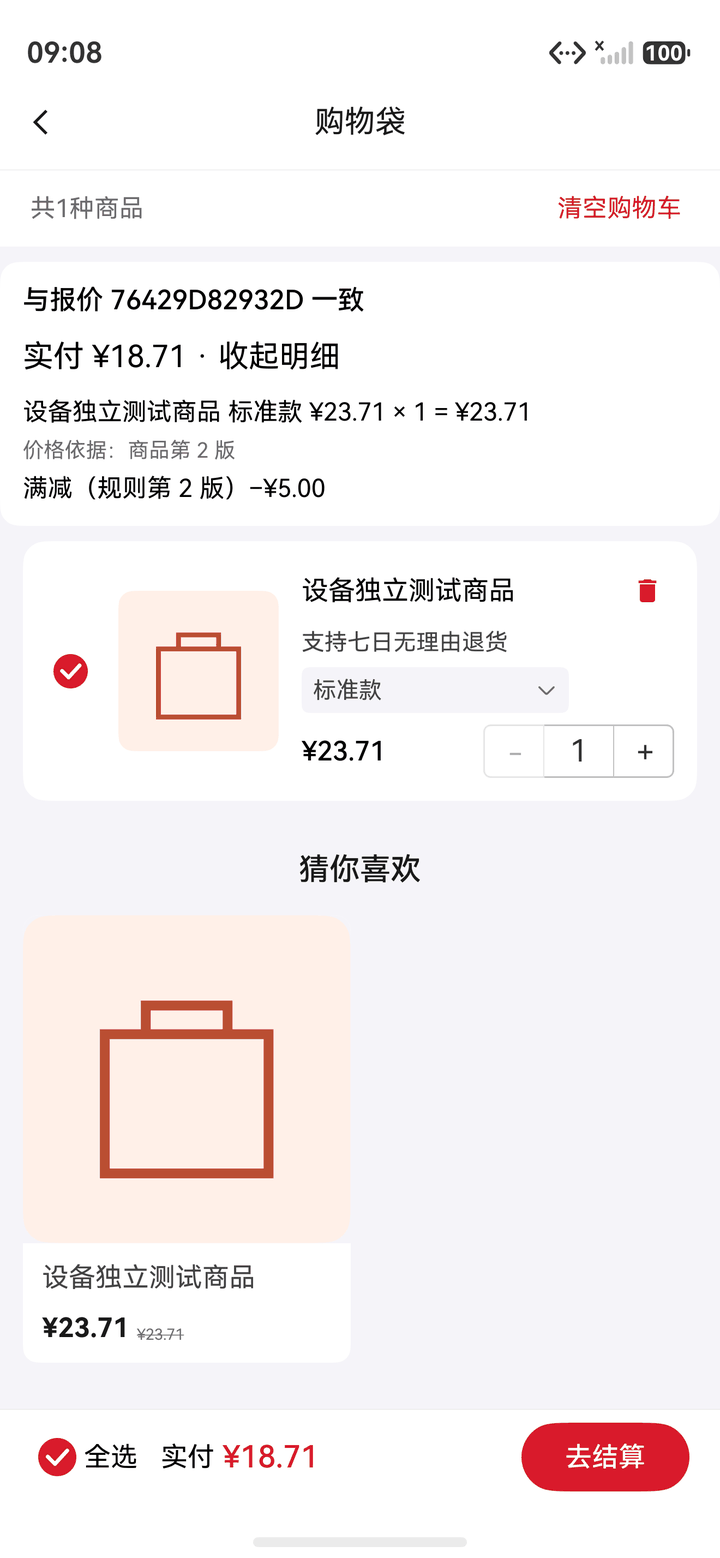 09:08
100
购物袋
共1种商品 清空购物车
与报价 76429D82932D 一致
实付 ¥18.71 · 收起明细
设备独立测试商品 标准款 ¥23.71 × 1 = ¥23.71
价格依据：商品第 2 版
满减（规则第 2 版）−¥5.00
设备独立测试商品
支持七日无理由退货
标准款
¥23.71 − 1 +
猜你喜欢
设备独立测试商品
¥23.71 ¥23.71
全选 实付 ¥18.71 去结算